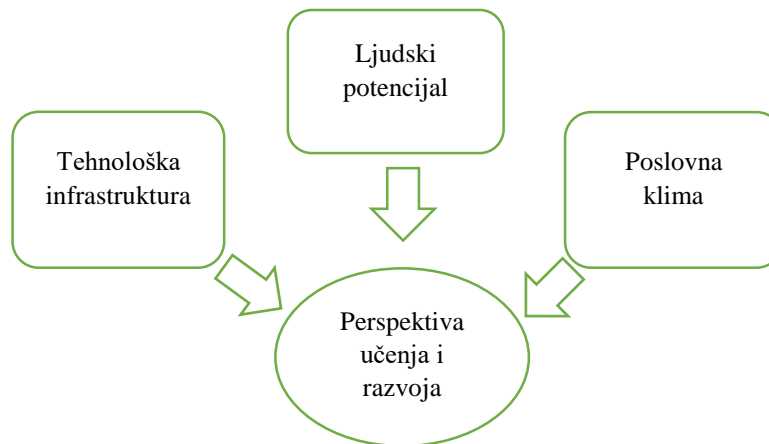 Ljudski
potencijal
Tehnološka
infrastruktura
Poslovna
klima
Perspektiva
učenja i
razvoja